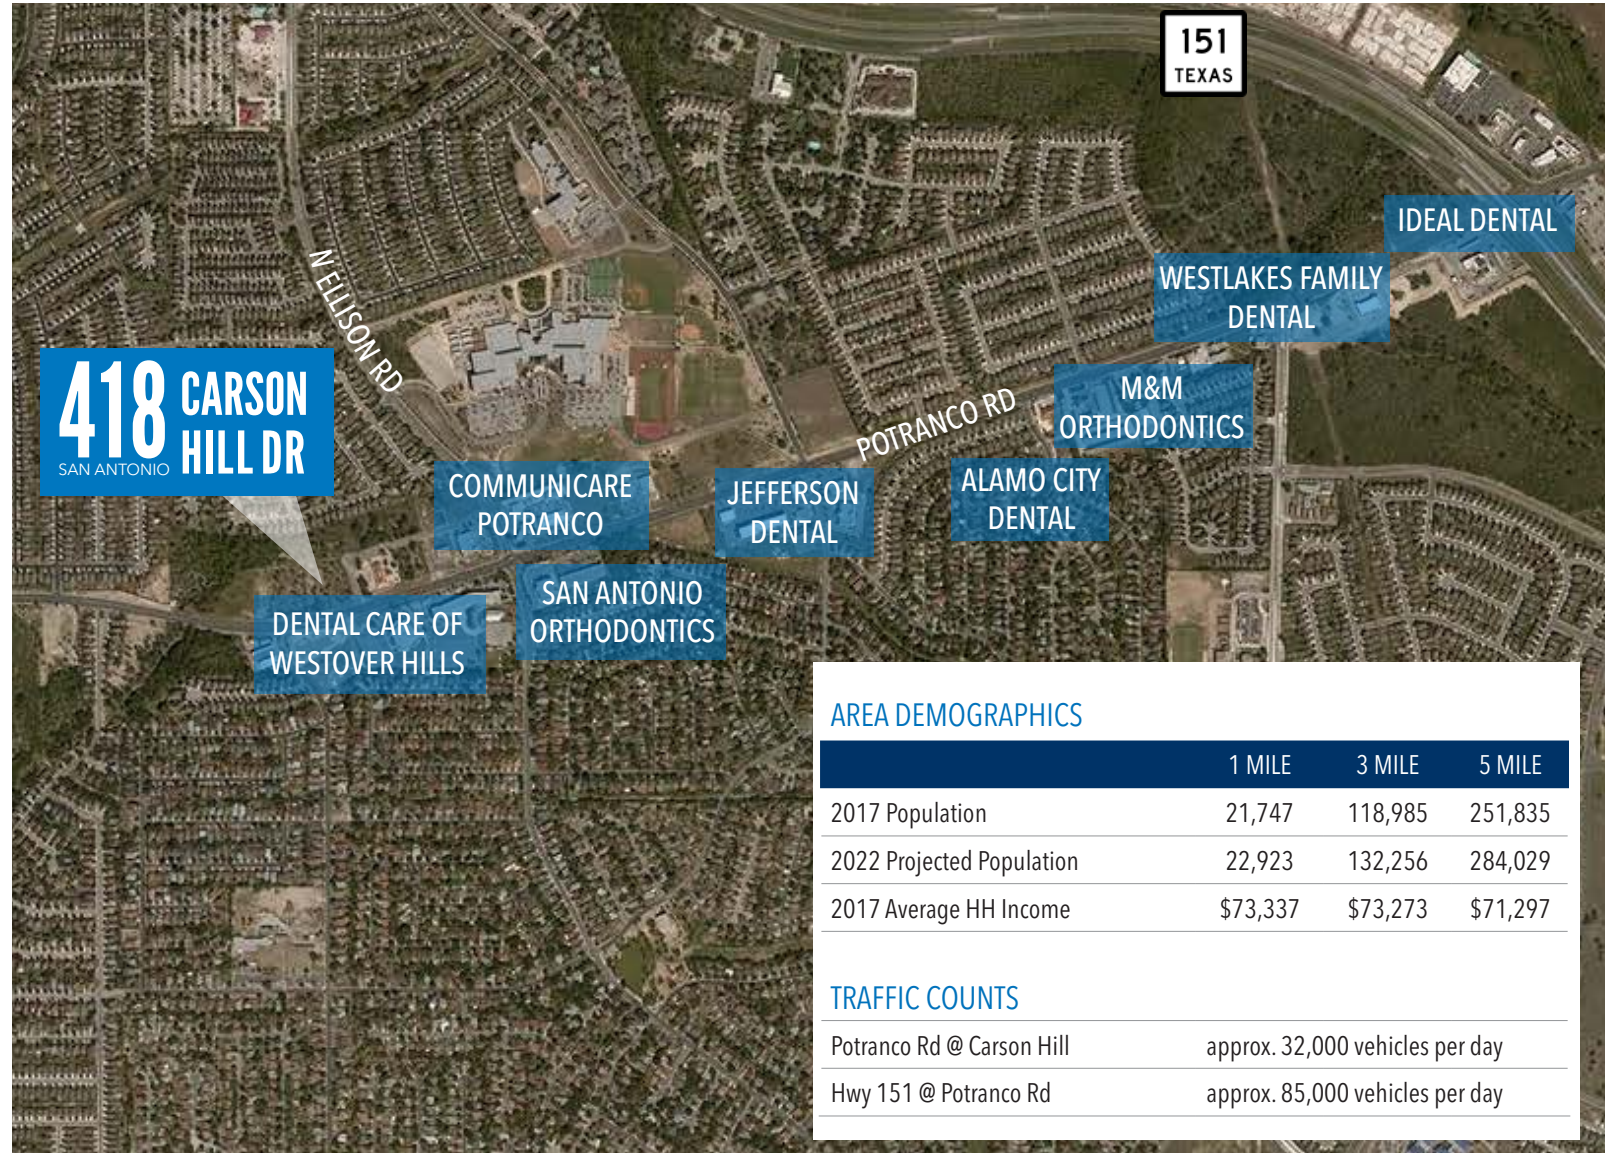 151
TEXAS
IDEAL DENTAL
WESTLAKES FAMILY
DENTAL
N ELLISON RD
418 CARSON
HILL DR
SAN ANTONIO
M&M
ORTHODONTICS
POTRANCO RD
COMMUNICARE
POTRANCO
JEFFERSON
DENTAL
ALAMO CITY
DENTAL
SAN ANTONIO
ORTHODONTICS
DENTAL CARE OF
WESTOVER HILLS
AREA DEMOGRAPHICS
1 MILE 3 MILE 5 MILE
2017 Population 21,747 118,985 251,835
2022 Projected Population 22,923 132,256 284,029
2017 Average HH Income $73,337 $73,273 $71,297
TRAFFIC COUNTS
Potranco Rd @ Carson Hill approx. 32,000 vehicles per day
Hwy 151 @ Potranco Rd approx. 85,000 vehicles per day